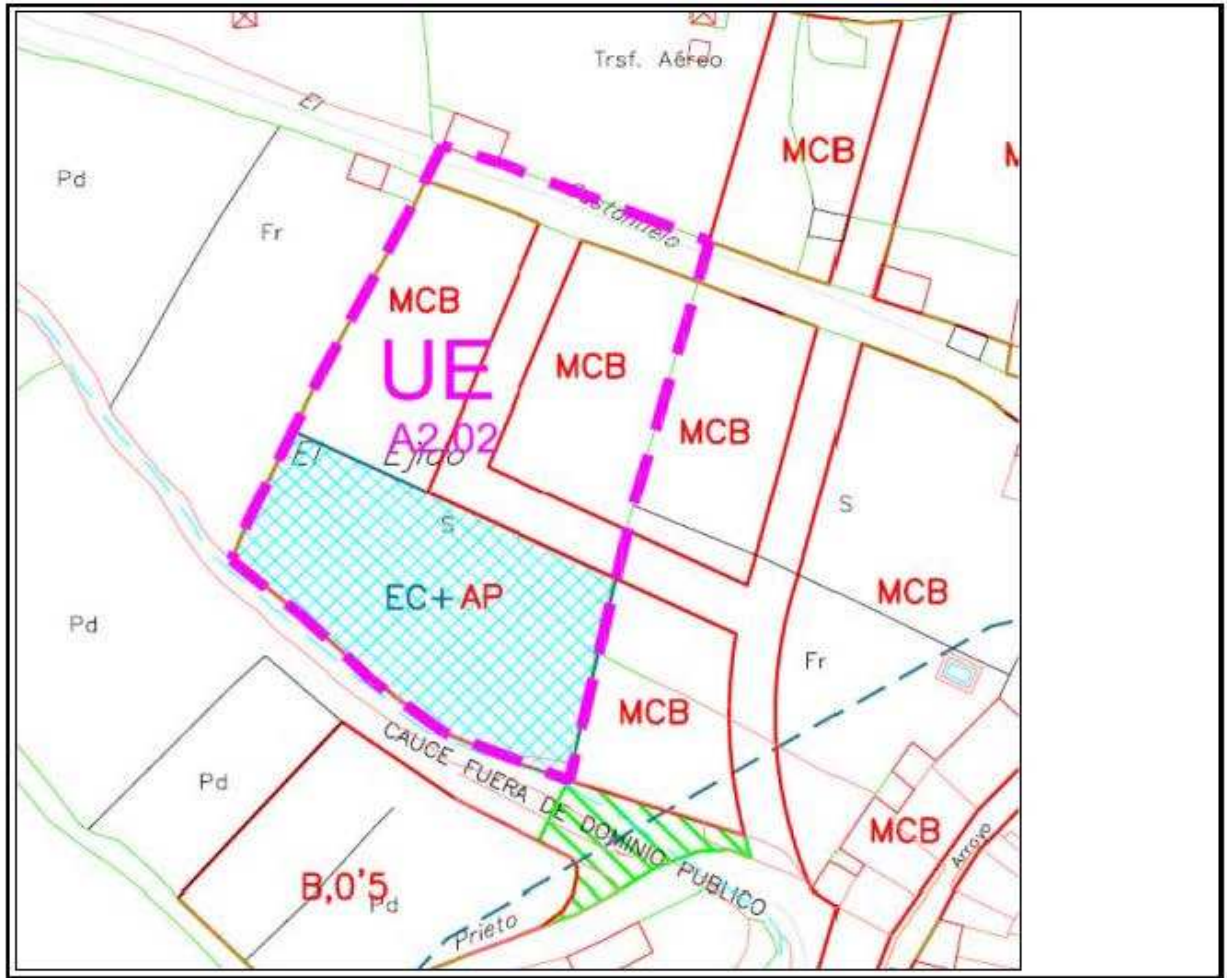 Trsf. Aéreo
El
MCB
Pd
Castañuelo
Fr
MCB
UE
MCB
A2.02
MCB
El Ejido
S
S
EC+AP
MCB
Pd
Fr
MCB
CAUCE FUERA DE DOMINIO PUBLICO
Pd
MCB
Arroyo
B,0'5
Pd
Prieto